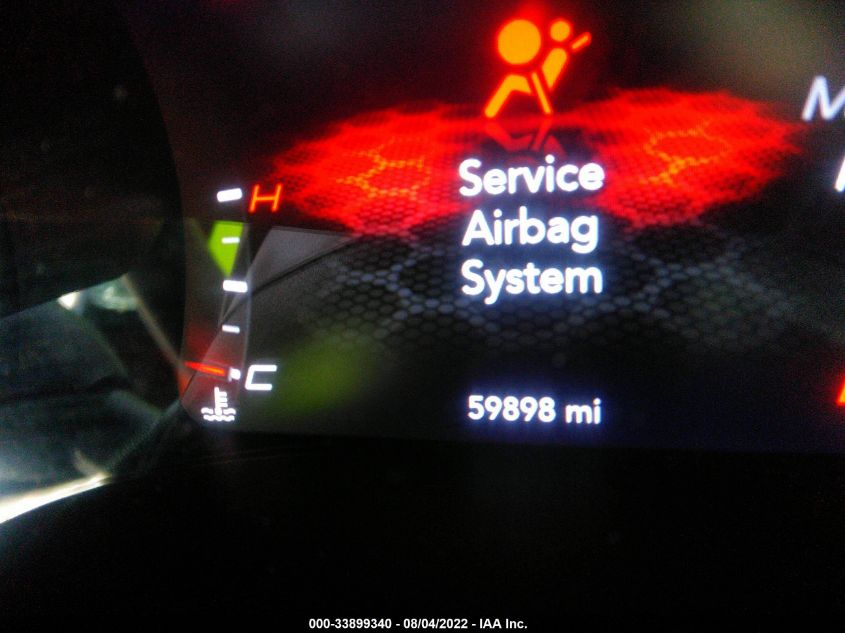 M
H
Service
Airbag
System
C
59898 mi
000-33899340 - 08/04/2022 - IAA Inc.